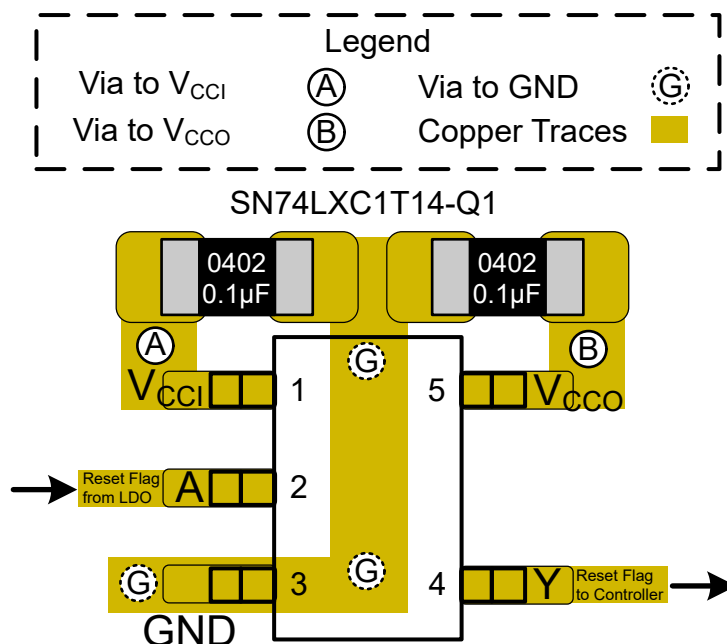 Legend
Via to VCCI A Via to GND G
Via to VCCO B Copper Traces
SN74LXC1T14-Q1
0402 0402
0.1µF 0.1µF
A G B
VCCI 1 5 VCCO
Reset Flag
from LDO A 2
G 3 G 4 Y Reset Flag
to Controller
GND